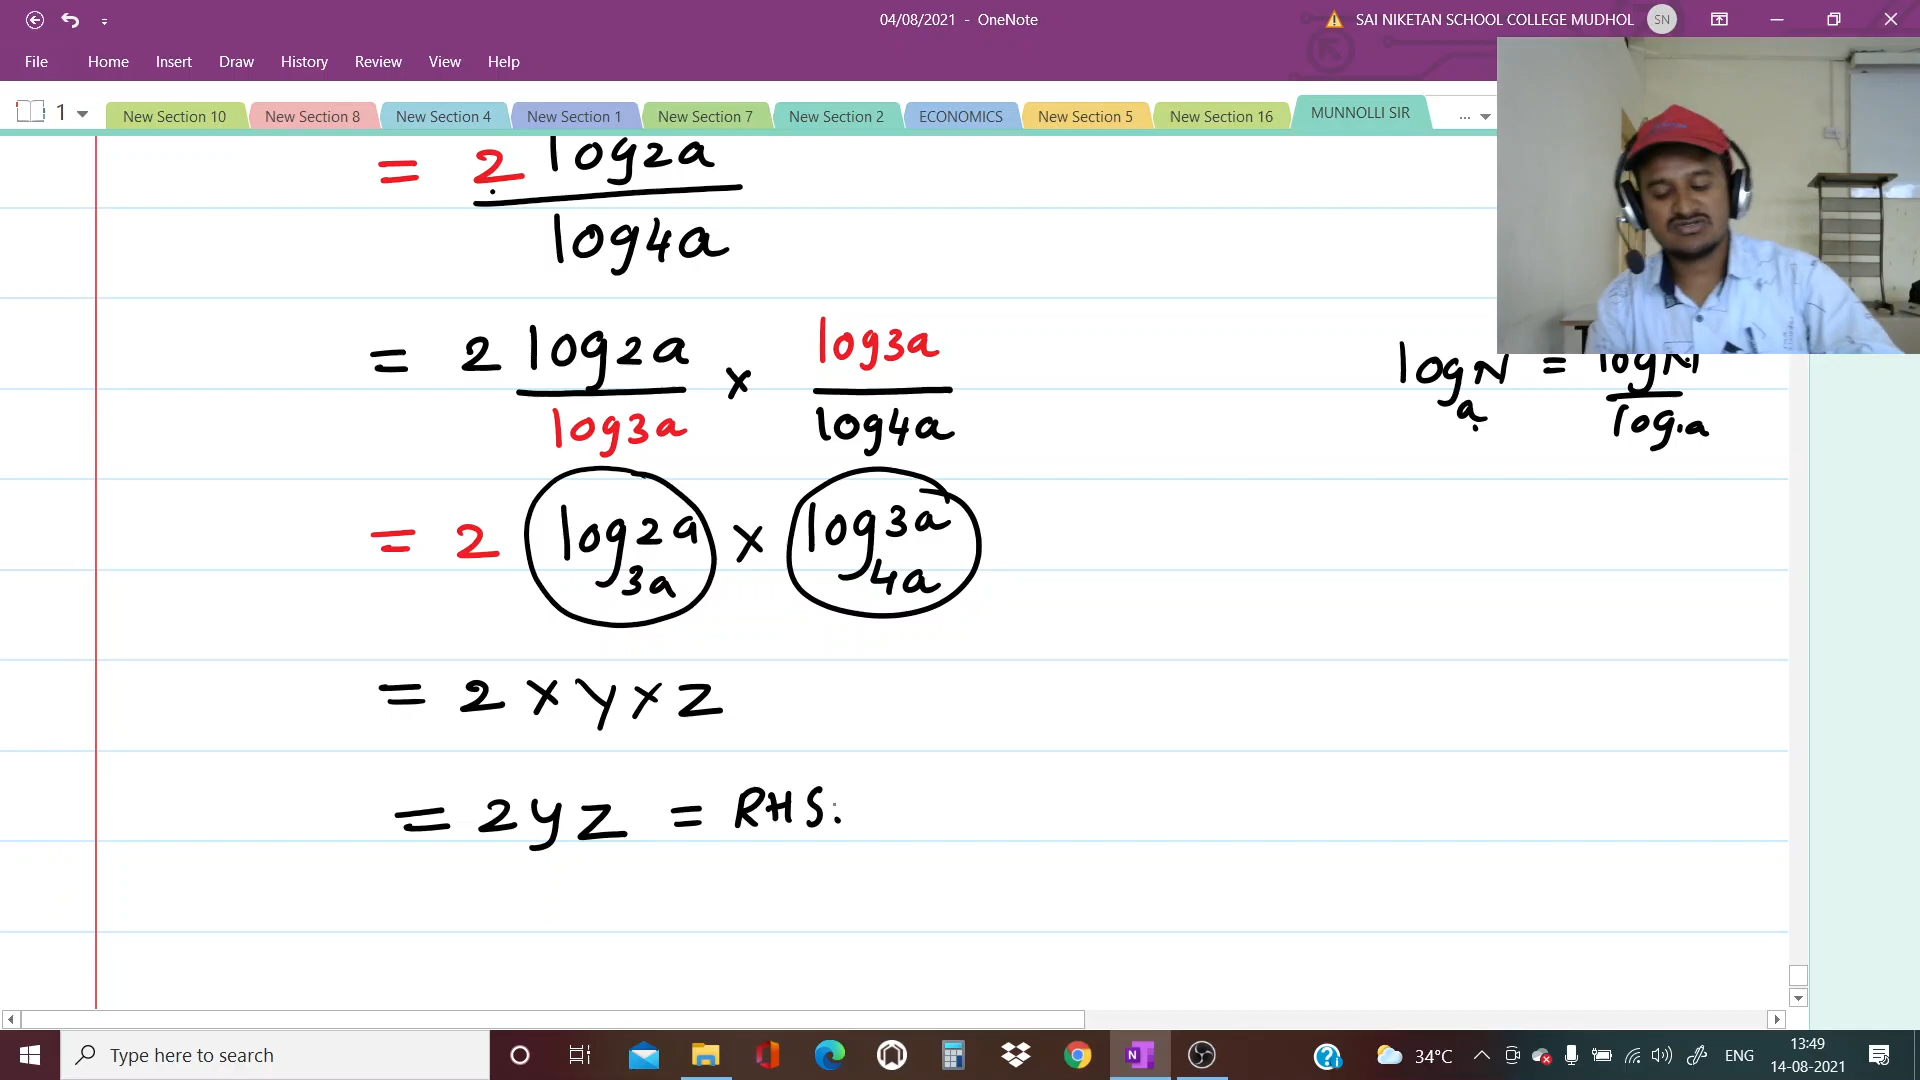 04/08/2021 - OneNote
SAI NIKETAN SCHOOL COLLEGE MUDHOL SN
File Home Insert Draw History Review View Help
1 New Section 10 New Section 8 New Section 4 New Section 1 New Section 7 New Section 2 ECONOMICS New Section 5 New Section 16 MUNNOLLI SIR ...
= 2 log2a
log4a
= 2 log2a × log3a
log3a log4a
logN = logN
a log a
= 2 log2a × log3a
3a 4a
= 2 × y × z
= 2yz = RHS.
Type here to search
34°C ENG 13:49
14-08-2021